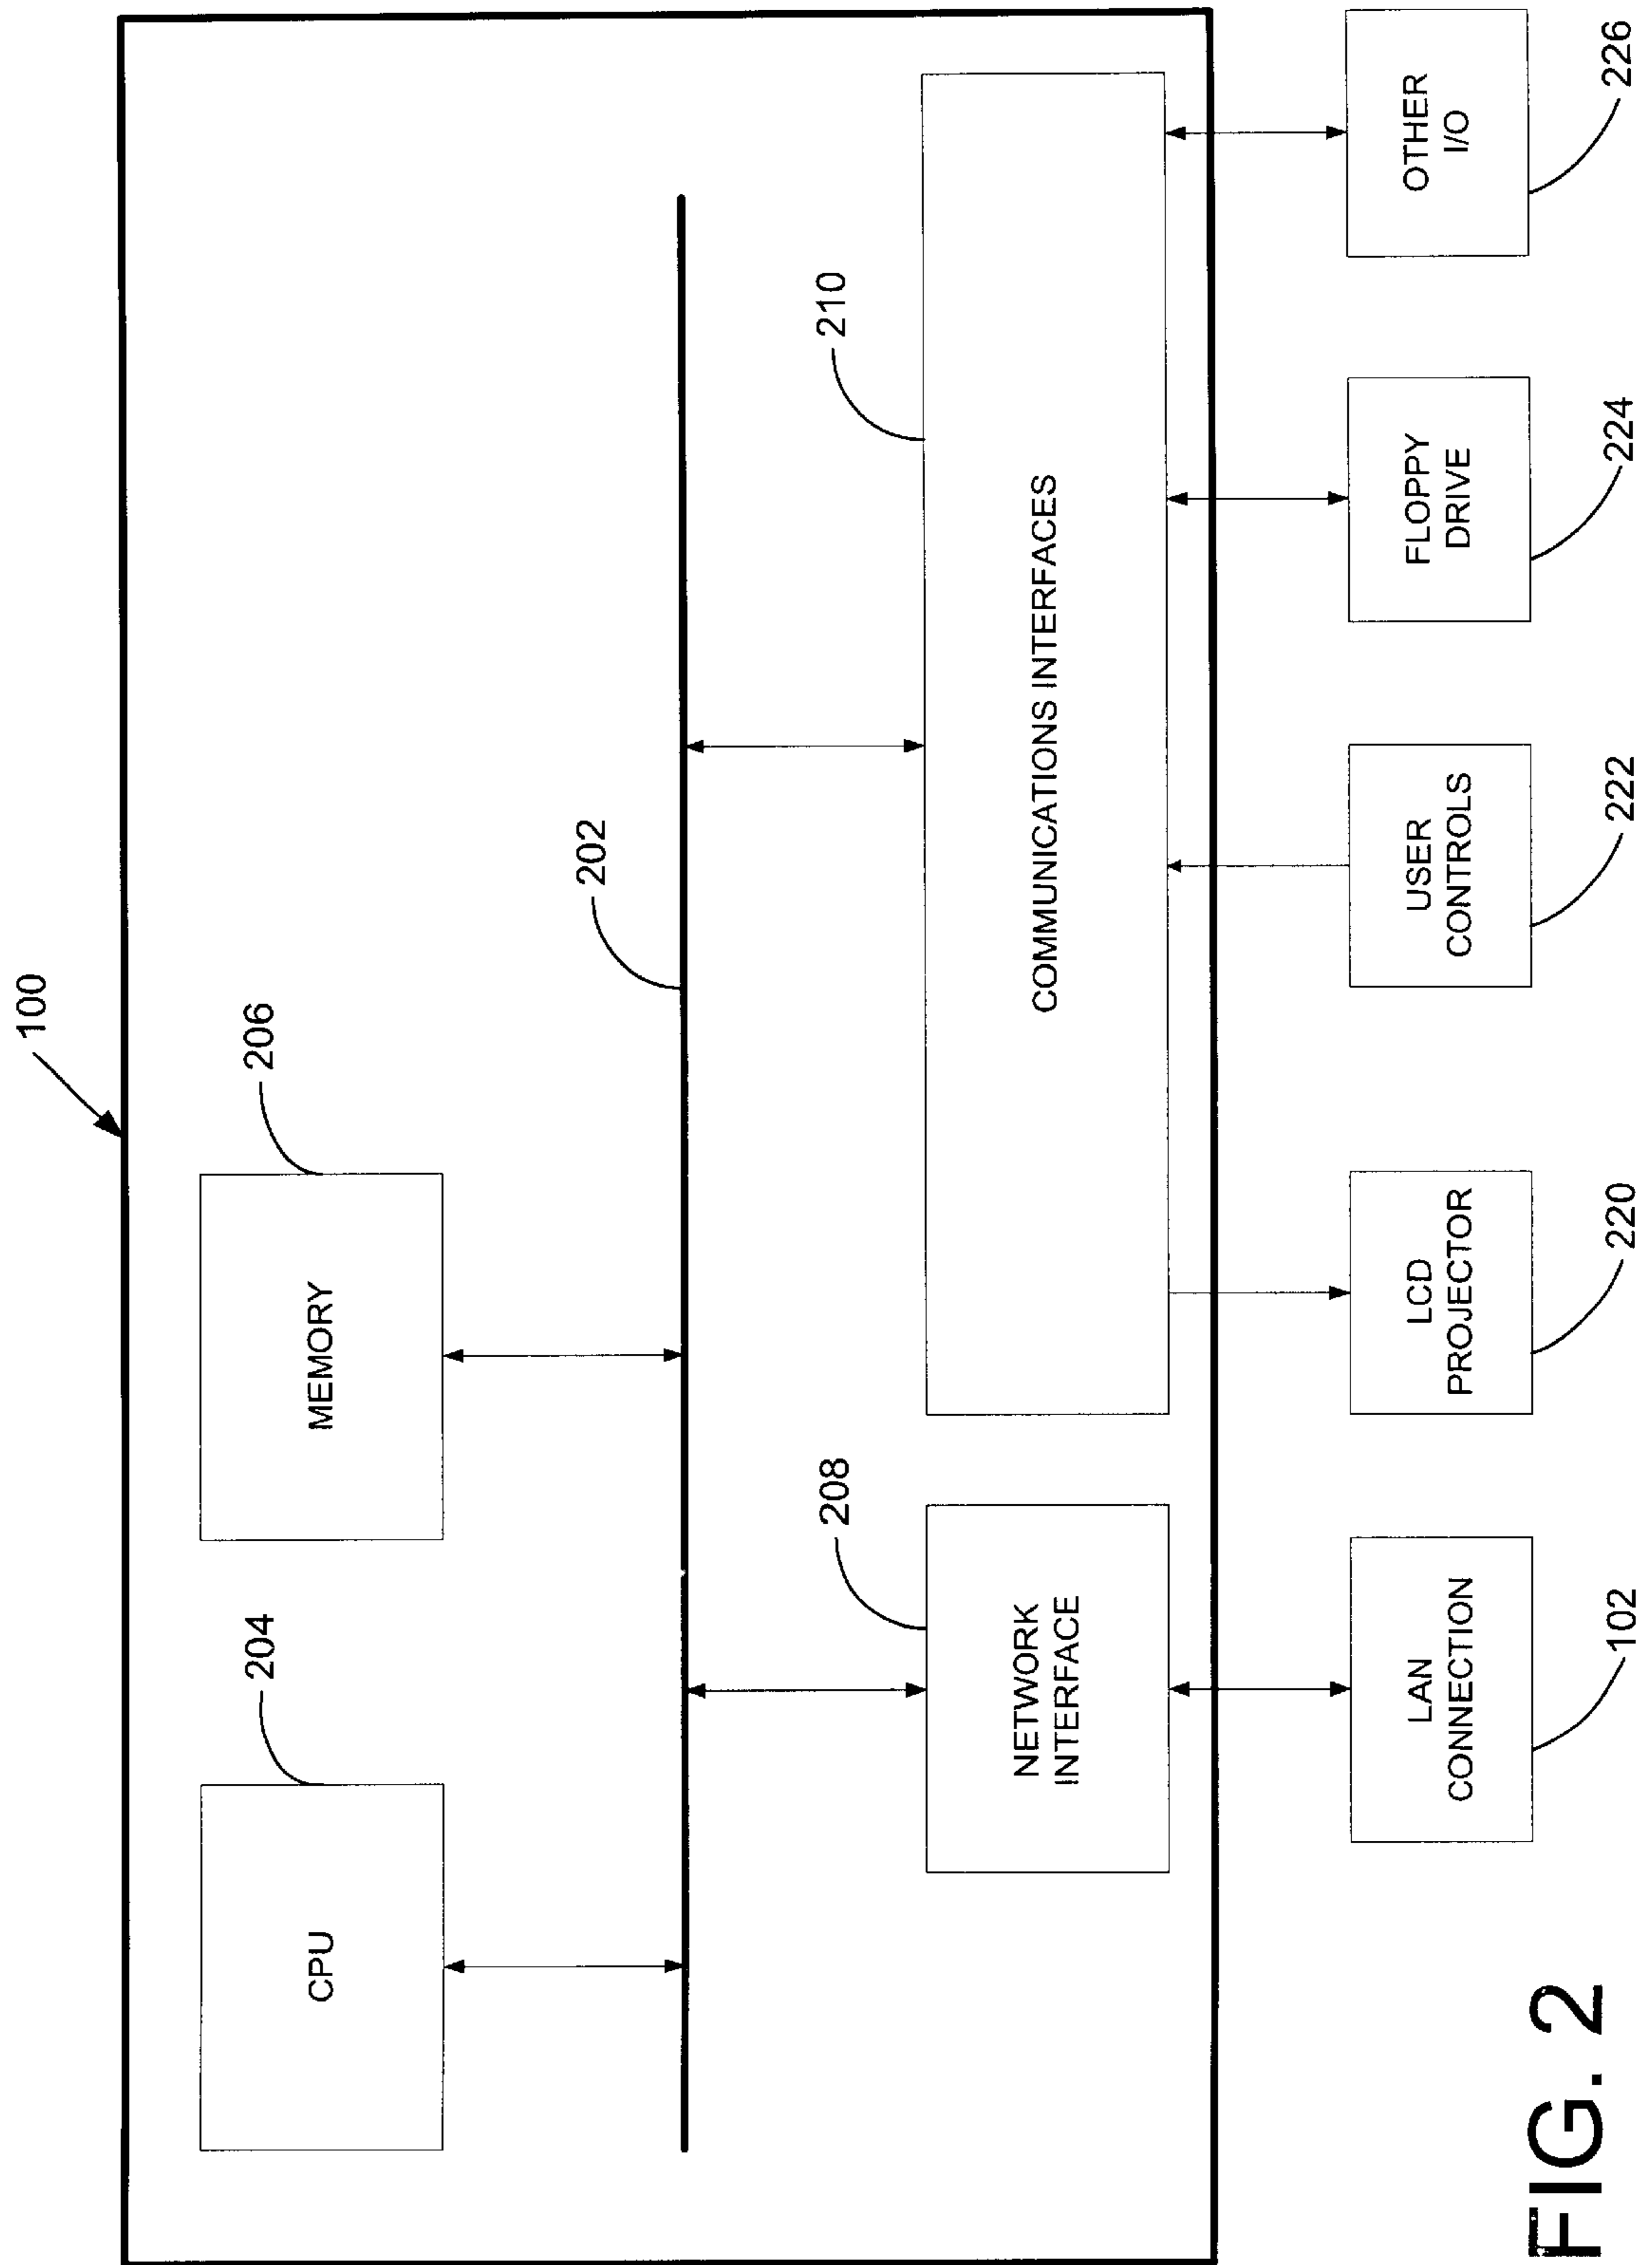 100
204
206
CPU
MEMORY
202
208
210
NETWORK
INTERFACE
COMMUNICATIONS INTERFACES
LAN
CONNECTION
LCD
PROJECTOR
USER
CONTROLS
FLOPPY
DRIVE
OTHER
I/O
102
220
222
224
226
FIG. 2